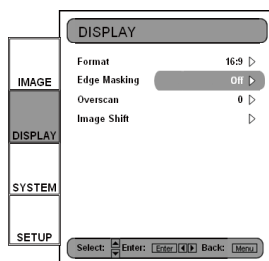 DISPLAY
IMAGE
DISPLAY
SYSTEM
SETUP
Format 16:9
Edge Masking Off
Overscan 0
Image Shift
Select: Enter: Enter Back: Menu